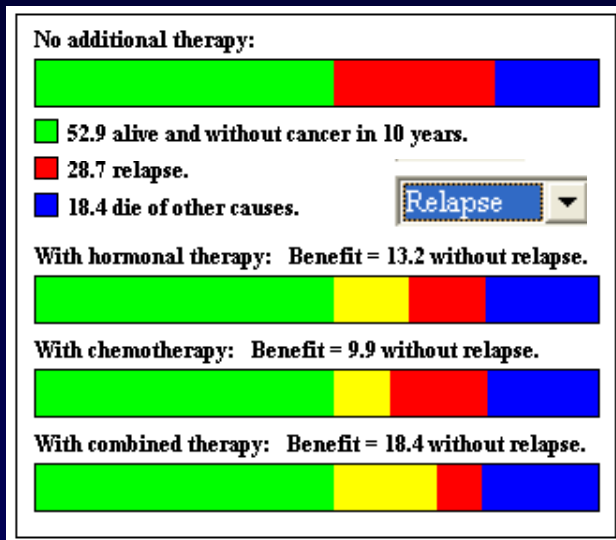 No additional therapy:
52.9 alive and without cancer in 10 years.
28.7 relapse.
18.4 die of other causes.
Relapse
With hormonal therapy: Benefit = 13.2 without relapse.
With chemotherapy: Benefit = 9.9 without relapse.
With combined therapy: Benefit = 18.4 without relapse.